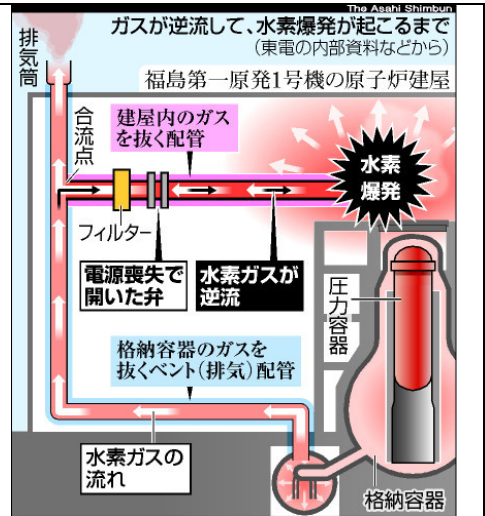 The Asahi Shimbun
ガスが逆流して、水素爆発が起こるまで
(東電の内部資料などから)
福島第一原発1号機の原子炉建屋
排気筒
合流点
建屋内のガス
を抜く配管
水素
爆発
フィルター
電源喪失で
開いた弁
水素ガスが
逆流
圧力容器
格納容器のガスを
抜くベント(排気)配管
水素ガスの
流れ
格納容器